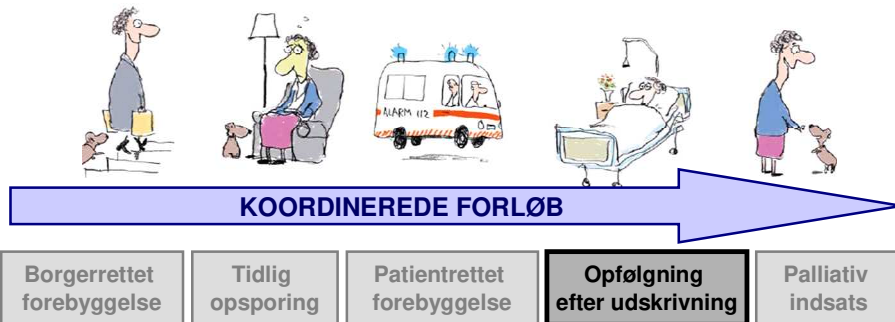 ALARM 112
KOORDINEREDE FORLØB
Borgerrettet
forebyggelse
Tidlig
opsporing
Patientrettet
forebyggelse
Opfølgning
efter udskrivning
Palliativ
indsats